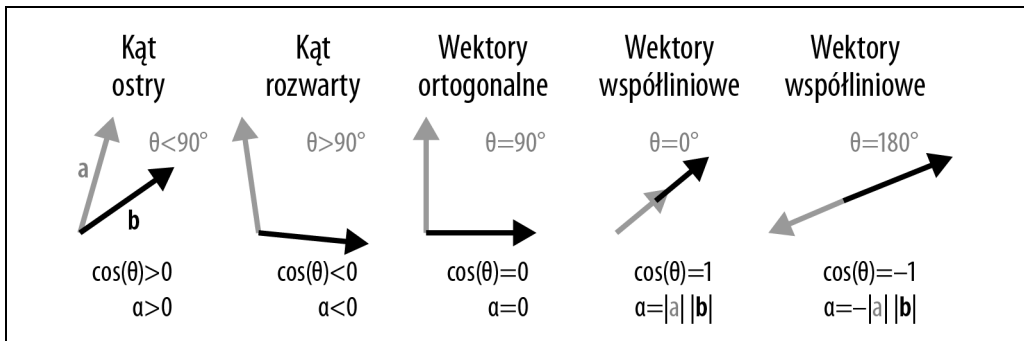 Kąt
ostry
Kąt
rozwarty
Wektory
ortogonalne
Wektory
współliniowe
Wektory
współliniowe
θ<90°
θ>90°
θ=90°
θ=0°
θ=180°
a
b
cos(θ)>0
α>0
cos(θ)<0
α<0
cos(θ)=0
α=0
cos(θ)=1
α=|a| |b|
cos(θ)=–1
α=–|a| |b|